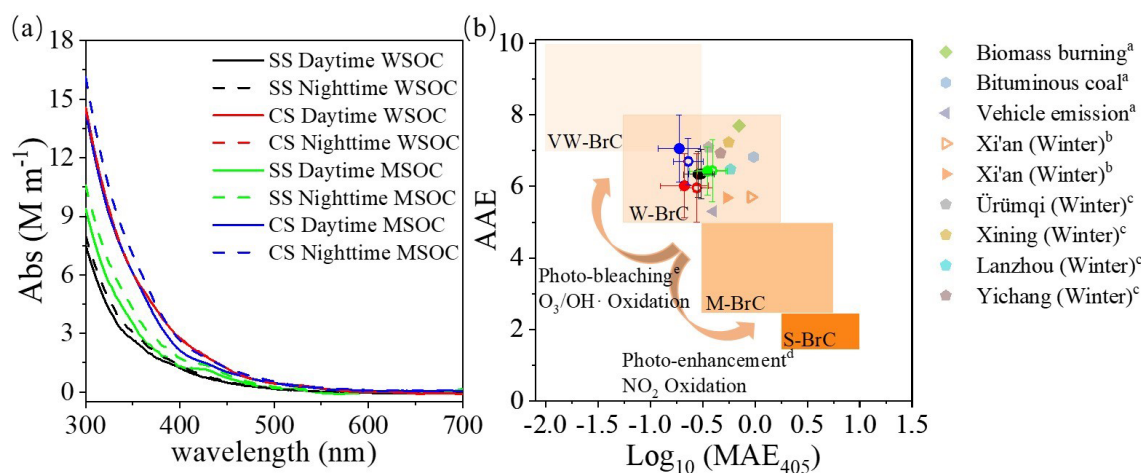 (a)
Abs (M m⁻¹)
18
15
12
9
6
3
0
300
400
500
600
700
wavelength (nm)
SS Daytime WSOC
SS Nighttime WSOC
CS Daytime WSOC
CS Nighttime WSOC
SS Daytime MSOC
SS Nighttime MSOC
CS Daytime MSOC
CS Nighttime MSOC
(b)
AAE
10
8
6
4
2
0
-2.0
-1.5
-1.0
-0.5
0.0
0.5
1.0
1.5
Log₁₀ (MAE₄₀₅)
VW-BrC
W-BrC
M-BrC
S-BrC
Photo-bleachingᵉ
O₃/OH· Oxidation
Photo-enhancementᵈ
NO₂ Oxidation
Biomass burningᵃ
Bituminous coalᵃ
Vehicle emissionᵃ
Xi'an (Winter)ᵇ
Xi'an (Winter)ᵇ
Ürümqi (Winter)ᶜ
Xining (Winter)ᶜ
Lanzhou (Winter)ᶜ
Yichang (Winter)ᶜ